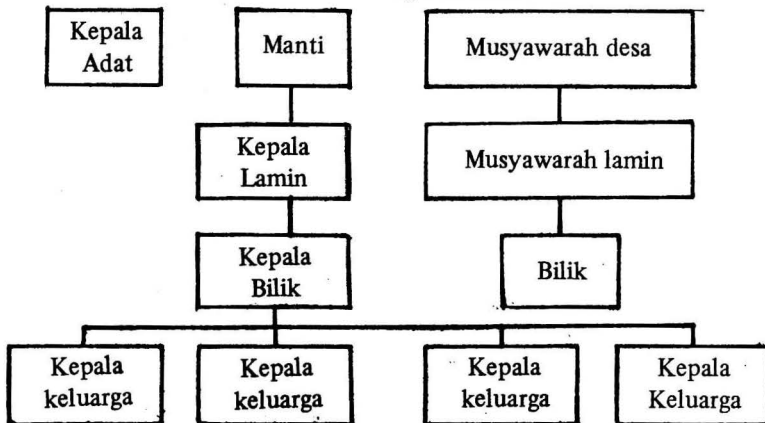 Kepala
Adat
Manti
Musyawarah desa
Kepala
Lamin
Musyawarah lamin
Kepala
Bilik
Bilik
Kepala
keluarga
Kepala
keluarga
Kepala
keluarga
Kepala
Keluarga